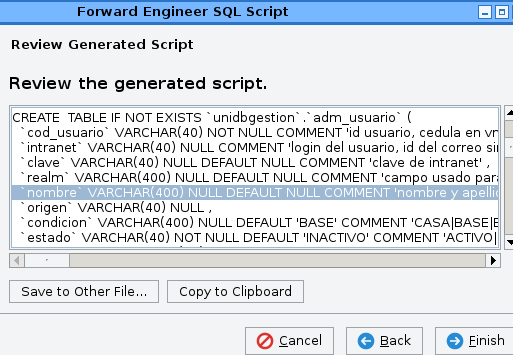 Forward Engineer SQL Script
Review Generated Script
Review the generated script.
CREATE  TABLE IF NOT EXISTS `unidbgestion`.`adm_usuario` (
`cod_usuario` VARCHAR(40) NOT NULL COMMENT 'id usuario, cedula en vn
`intranet` VARCHAR(40) NOT NULL COMMENT 'login del usuario, id del correo sin
`clave` VARCHAR(40) NULL DEFAULT NULL COMMENT 'clave de intranet' ,
`realm` VARCHAR(400) NULL DEFAULT NULL COMMENT 'campo usado para
`nombre` VARCHAR(400) NULL DEFAULT NULL COMMENT 'nombre y apellid
`origen` VARCHAR(40) NULL ,
`condicion` VARCHAR(400) NULL DEFAULT 'BASE' COMMENT 'CASA|BASE|E
`estado` VARCHAR(40) NOT NULL DEFAULT 'INACTIVO' COMMENT 'ACTIVO|
Save to Other File...
Copy to Clipboard
Cancel
Back
Finish